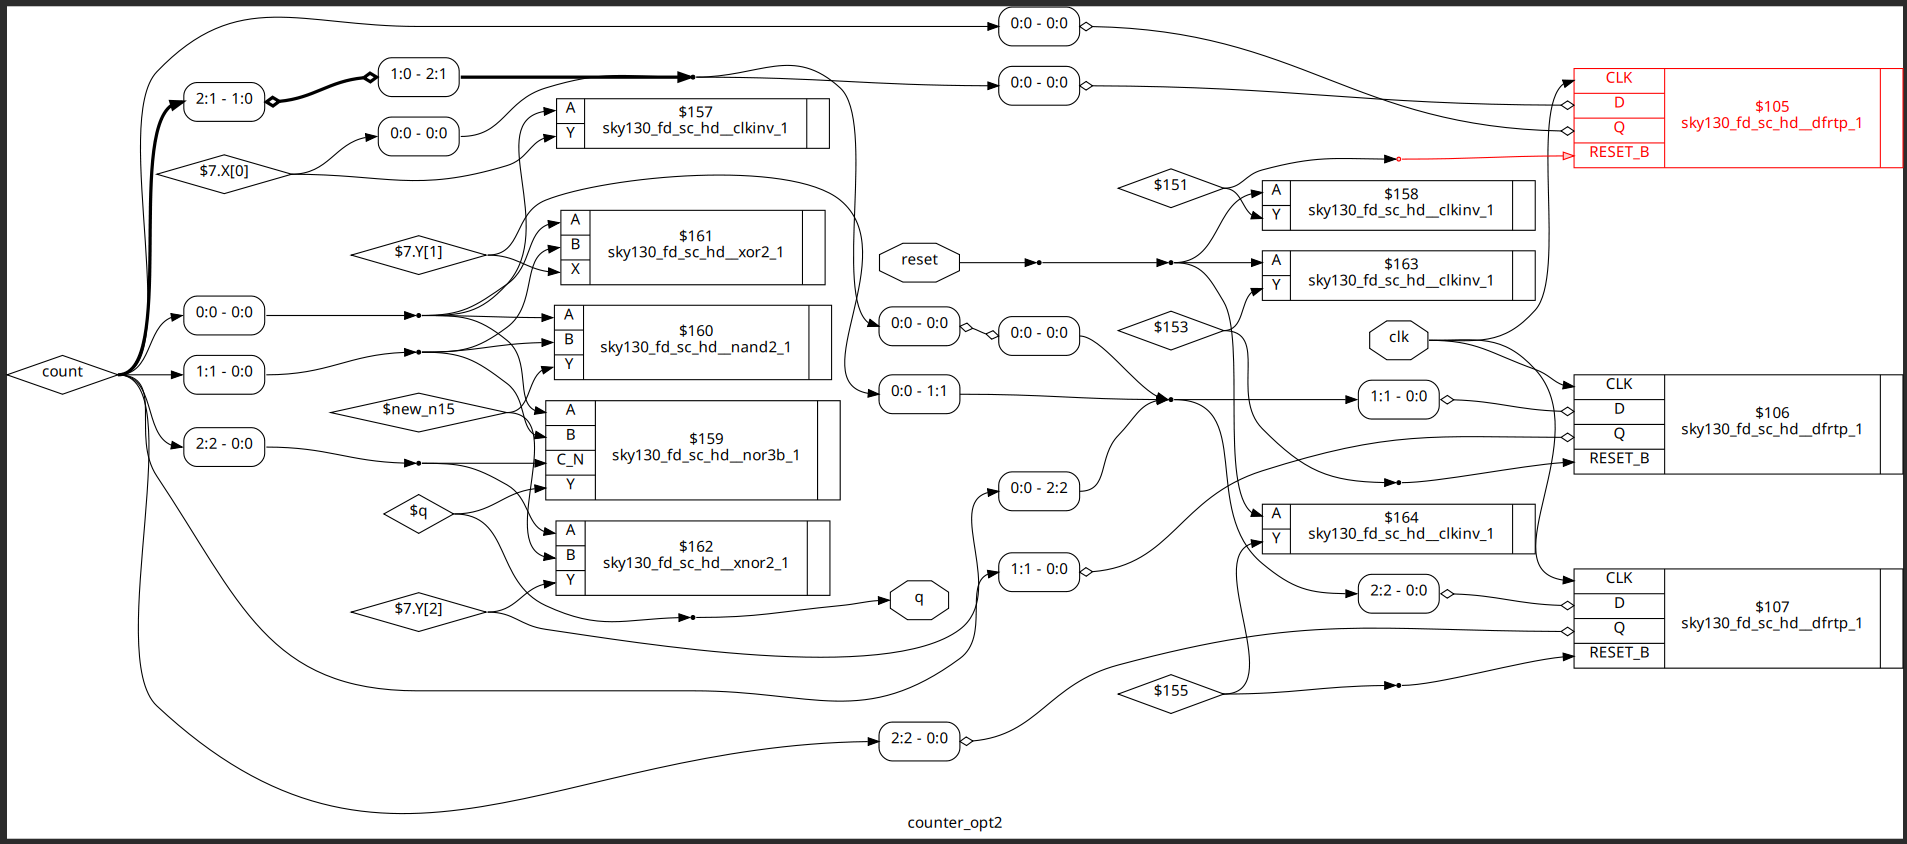 0:0 - 0:0
1:0 - 2:1
2:1 - 1:0
0:0 - 0:0
0:0 - 0:0
$7.X[0]
A
Y
$157
sky130_fd_sc_hd__clkinv_1
CLK
D
Q
RESET_B
$105
sky130_fd_sc_hd__dfrtp_1
$151
A
Y
$158
sky130_fd_sc_hd__clkinv_1
$7.Y[1]
A
B
X
$161
sky130_fd_sc_hd__xor2_1
reset
A
Y
$163
sky130_fd_sc_hd__clkinv_1
0:0 - 0:0
A
B
Y
$160
sky130_fd_sc_hd__nand2_1
0:0 - 0:0
0:0 - 0:0
$153
clk
count
1:1 - 0:0
$new_n15
0:0 - 1:1
1:1 - 0:0
CLK
D
Q
RESET_B
$106
sky130_fd_sc_hd__dfrtp_1
2:2 - 0:0
A
B
C_N
Y
$159
sky130_fd_sc_hd__nor3b_1
0:0 - 2:2
$q
A
B
Y
$162
sky130_fd_sc_hd__xnor2_1
A
Y
$164
sky130_fd_sc_hd__clkinv_1
1:1 - 0:0
q
2:2 - 0:0
CLK
D
Q
RESET_B
$107
sky130_fd_sc_hd__dfrtp_1
$7.Y[2]
$155
2:2 - 0:0
counter_opt2